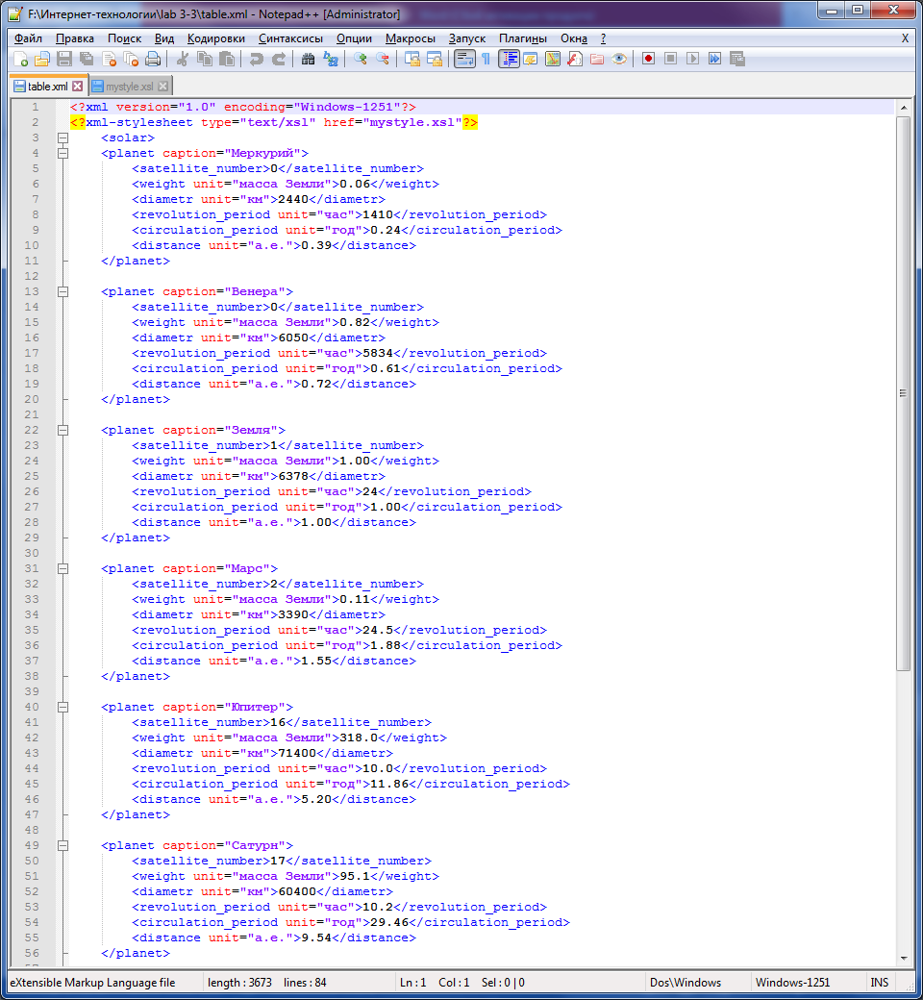 F:\Интернет-технологии\lab 3-3\table.xml - Notepad++ [Administrator]
Файл Правка Поиск Вид Кодировки Синтаксисы Опции Макросы Запуск Плагины Окна ? X
table.xml mystyle.xsl
1 <?xml version="1.0" encoding="Windows-1251"?>
2 <?xml-stylesheet type="text/xsl" href="mystyle.xsl"?>
3 <solar>
4 <planet caption="Меркурий">
5 <satellite_number>0</satellite_number>
6 <weight unit="масса Земли">0.06</weight>
7 <diametr unit="км">2440</diametr>
8 <revolution_period unit="час">1410</revolution_period>
9 <circulation_period unit="год">0.24</circulation_period>
10 <distance unit="а.е.">0.39</distance>
11 </planet>
12
13 <planet caption="Венера">
14 <satellite_number>0</satellite_number>
15 <weight unit="масса Земли">0.82</weight>
16 <diametr unit="км">6050</diametr>
17 <revolution_period unit="час">5834</revolution_period>
18 <circulation_period unit="год">0.61</circulation_period>
19 <distance unit="а.е.">0.72</distance>
20 </planet>
21
22 <planet caption="Земля">
23 <satellite_number>1</satellite_number>
24 <weight unit="масса Земли">1.00</weight>
25 <diametr unit="км">6378</diametr>
26 <revolution_period unit="час">24</revolution_period>
27 <circulation_period unit="год">1.00</circulation_period>
28 <distance unit="а.е.">1.00</distance>
29 </planet>
30
31 <planet caption="Марс">
32 <satellite_number>2</satellite_number>
33 <weight unit="масса Земли">0.11</weight>
34 <diametr unit="км">3390</diametr>
35 <revolution_period unit="час">24.5</revolution_period>
36 <circulation_period unit="год">1.88</circulation_period>
37 <distance unit="а.е.">1.55</distance>
38 </planet>
39
40 <planet caption="Юпитер">
41 <satellite_number>16</satellite_number>
42 <weight unit="масса Земли">318.0</weight>
43 <diametr unit="км">71400</diametr>
44 <revolution_period unit="час">10.0</revolution_period>
45 <circulation_period unit="год">11.86</circulation_period>
46 <distance unit="а.е.">5.20</distance>
47 </planet>
48
49 <planet caption="Сатурн">
50 <satellite_number>17</satellite_number>
51 <weight unit="масса Земли">95.1</weight>
52 <diametr unit="км">60400</diametr>
53 <revolution_period unit="час">10.2</revolution_period>
54 <circulation_period unit="год">29.46</circulation_period>
55 <distance unit="а.е.">9.54</distance>
56 </planet>
eXtensible Markup Language file length : 3673 lines : 84 Ln : 1 Col : 1 Sel : 0 | 0 Dos\Windows Windows-1251 INS